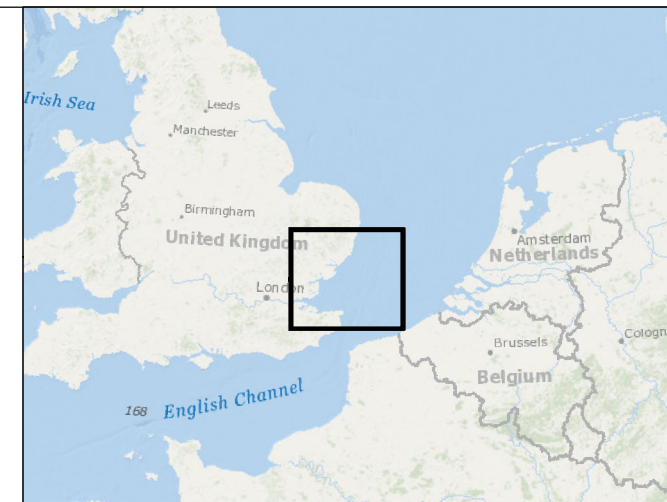 Irish Sea
Leeds
Manchester
Birmingham
United Kingdom
London
Amsterdam
Netherlands
Brussels
Cologn
Belgium
168
English Channel